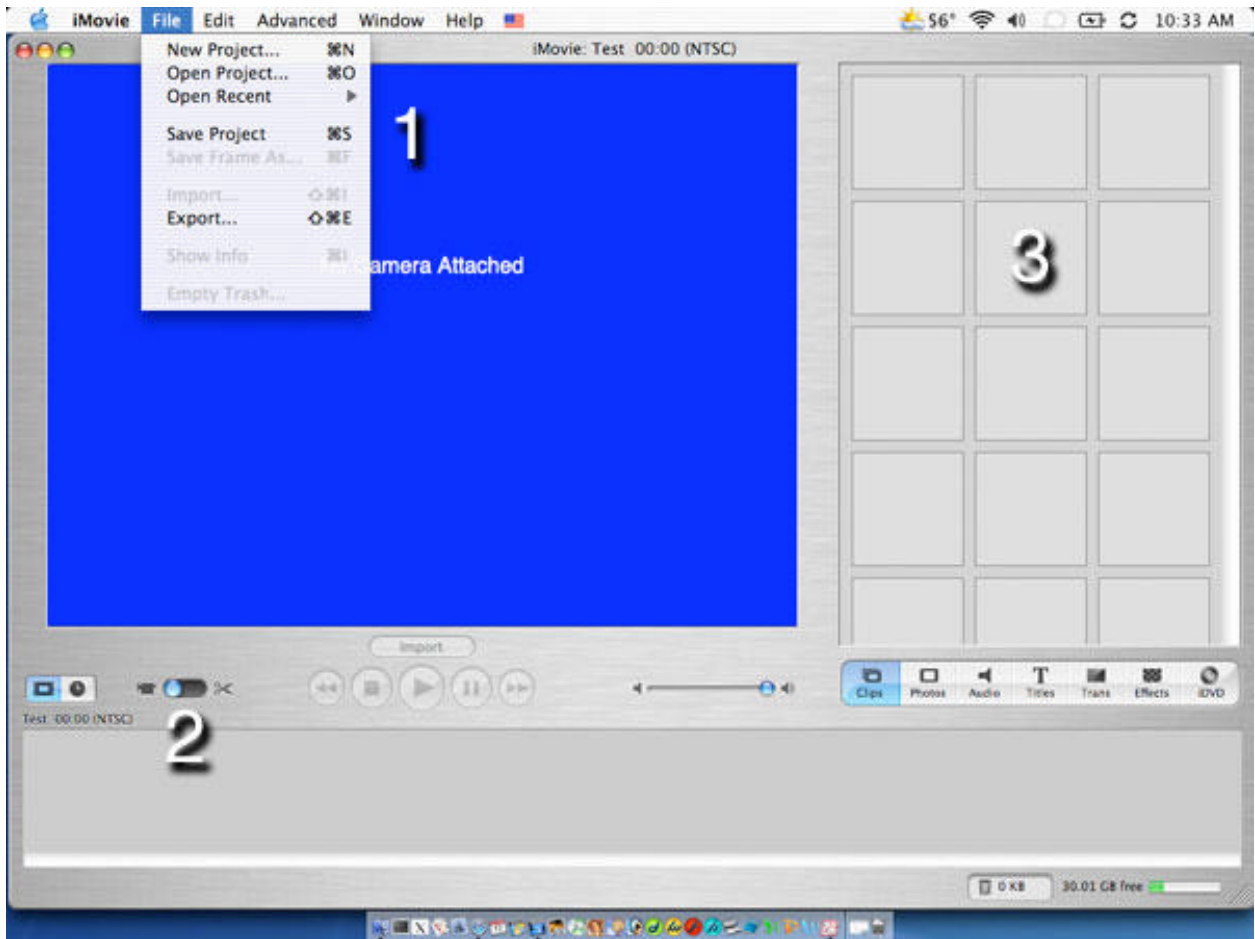 iMovie File Edit Advanced Window Help 56° 10:33 AM
iMovie: Test 00:00 (NTSC)
New Project... ⌘N
Open Project... ⌘O
Open Recent
Save Project ⌘S
Save Frame As... ⌘F
Import... ⇧⌘I
Export... ⇧⌘E
Show Info ⌘I
Empty Trash...
1
amera Attached
3
Import
Clips Photos Audio Titles Trans Effects iDVD
Test 00:00 (NTSC)
2
0 KB 30.01 GB free